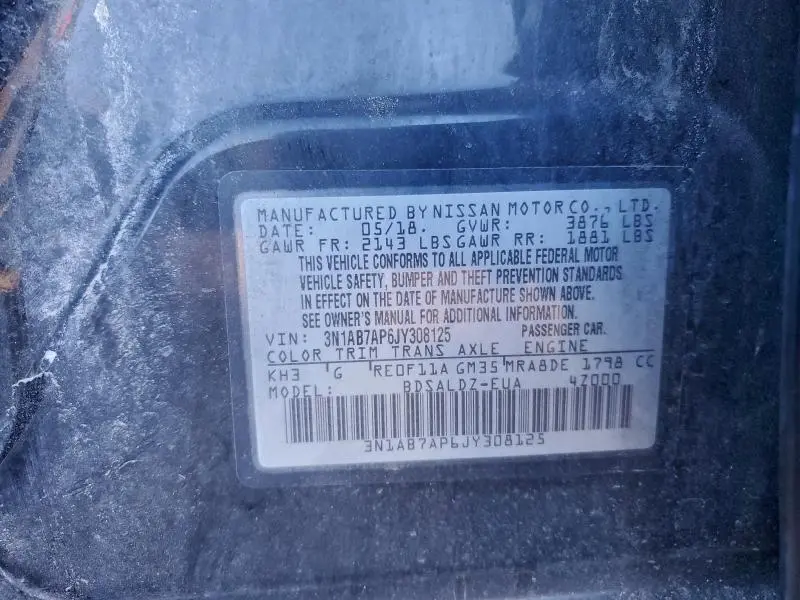 MANUFACTURED BY NISSAN MOTOR CO., LTD.
DATE: 05/18. GVWR: 3876 LBS
GAWR FR: 2143 LBS GAWR RR: 1881 LBS
THIS VEHICLE CONFORMS TO ALL APPLICABLE FEDERAL MOTOR
VEHICLE SAFETY, BUMPER AND THEFT PREVENTION STANDARDS
IN EFFECT ON THE DATE OF MANUFACTURE SHOWN ABOVE.
SEE OWNER'S MANUAL FOR ADDITIONAL INFORMATION.
VIN: 3N1AB7AP6JY308125 PASSENGER CAR.
COLOR TRIM TRANS AXLE ENGINE
KH3 G RE0F11A GM35 MRA8DE 1798 CC
MODEL: BDSALDZ-EUA 4Z000
3N1AB7AP6JY308125